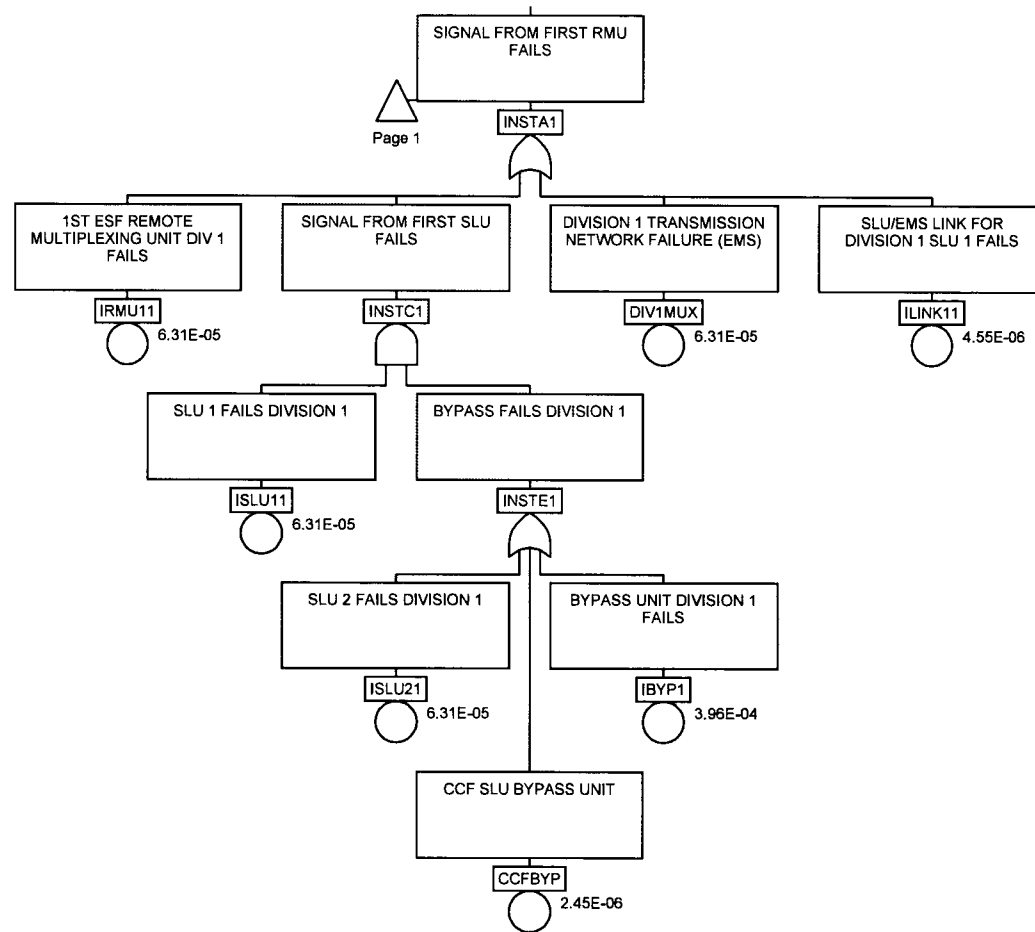 SIGNAL FROM FIRST RMU
FAILS
Page 1
INSTA1
1ST ESF REMOTE
MULTIPLEXING UNIT DIV 1
FAILS
SIGNAL FROM FIRST SLU
FAILS
DIVISION 1 TRANSMISSION
NETWORK FAILURE (EMS)
SLU/EMS LINK FOR
DIVISION 1 SLU 1 FAILS
IRMU11
6.31E-05
INSTC1
DIV1MUX
6.31E-05
ILINK11
4.55E-06
SLU 1 FAILS DIVISION 1
BYPASS FAILS DIVISION 1
ISLU11
6.31E-05
INSTE1
SLU 2 FAILS DIVISION 1
BYPASS UNIT DIVISION 1
FAILS
ISLU21
6.31E-05
IBYP1
3.96E-04
CCF SLU BYPASS UNIT
CCFBYP
2.45E-06